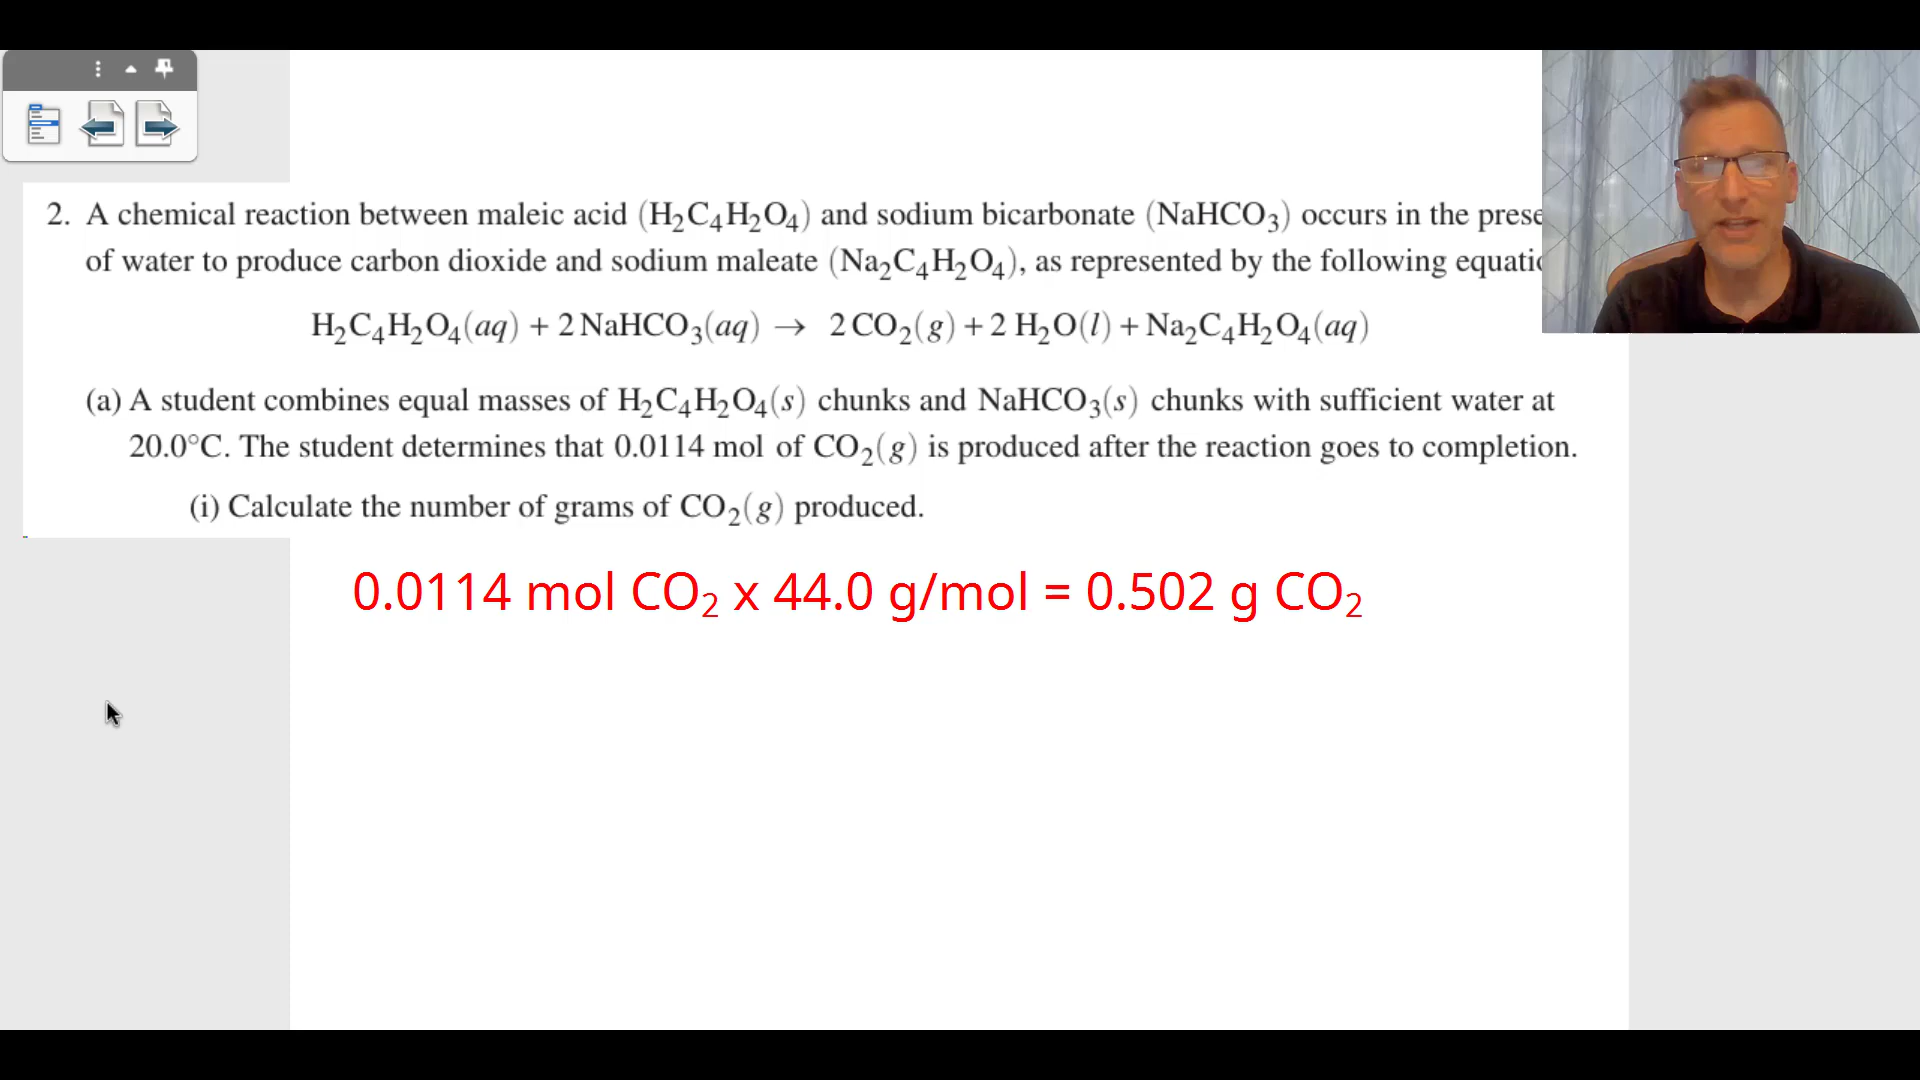 2. A chemical reaction between maleic acid (H₂C₄H₂O₄) and sodium bicarbonate (NaHCO₃) occurs in the
of water to produce carbon dioxide and sodium maleate (Na₂C₄H₂O₄), as represented by the following
H₂C₄H₂O₄(aq) + 2 NaHCO₃(aq) → 2 CO₂(g) + 2 H₂O(l) + Na₂C₄H₂O₄(aq)
(a) A student combines equal masses of H₂C₄H₂O₄(s) chunks and NaHCO₃(s) chunks with sufficient water at
20.0°C. The student determines that 0.0114 mol of CO₂(g) is produced after the reaction goes to completion.
(i) Calculate the number of grams of CO₂(g) produced.
0.0114 mol CO₂ x 44.0 g/mol = 0.502 g CO₂